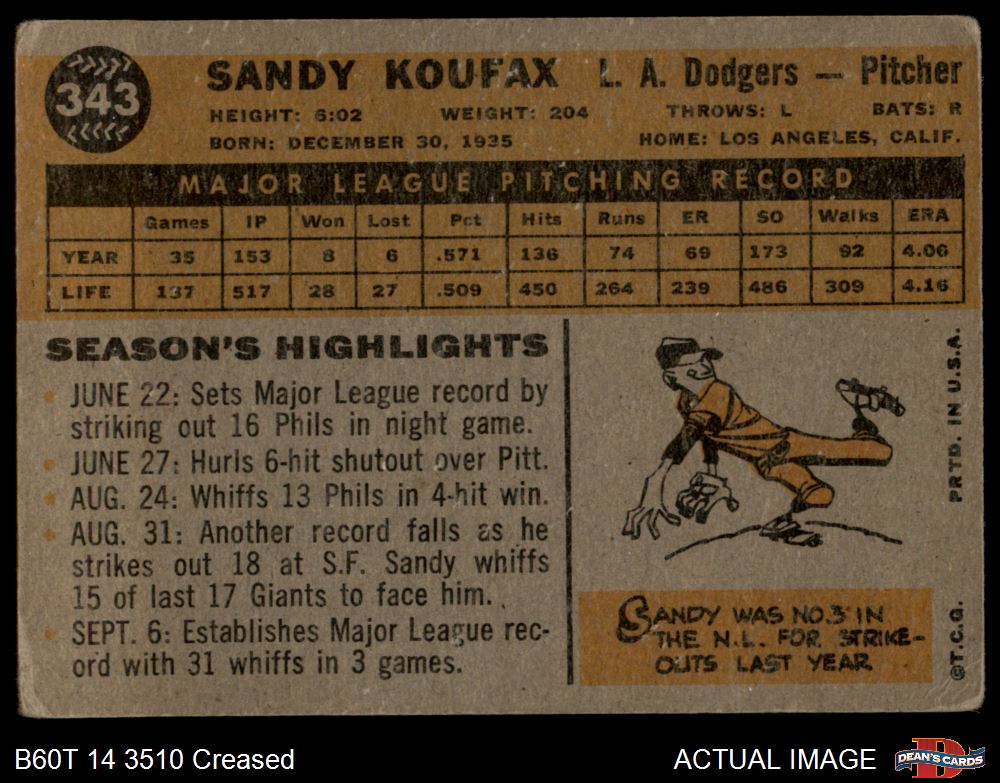 343
SANDY KOUFAX L. A. Dodgers — Pitcher
HEIGHT: 6:02 WEIGHT: 204 THROWS: L BATS: R
BORN: DECEMBER 30, 1935 HOME: LOS ANGELES, CALIF.
MAJOR LEAGUE PITCHING RECORD
Games IP Won Lost Pct Hits Runs ER SO Walks ERA
YEAR 35 153 8 6 .571 136 74 69 173 92 4.06
LIFE 137 517 28 27 .509 450 264 239 486 309 4.16
SEASON'S HIGHLIGHTS
JUNE 22: Sets Major League record by
striking out 16 Phils in night game.
JUNE 27: Hurls 6-hit shutout over Pitt.
AUG. 24: Whiffs 13 Phils in 4-hit win.
AUG. 31: Another record falls as he
strikes out 18 at S.F. Sandy whiffs
15 of last 17 Giants to face him.
SEPT. 6: Establishes Major League rec-
ord with 31 whiffs in 3 games.
SANDY WAS NO.3 IN
THE N.L. FOR STRIKE-
OUTS LAST YEAR
PRTD. IN U.S.A.
©T.C.G.
B60T 14 3510 Creased
ACTUAL IMAGE
D
DEAN'S CARDS